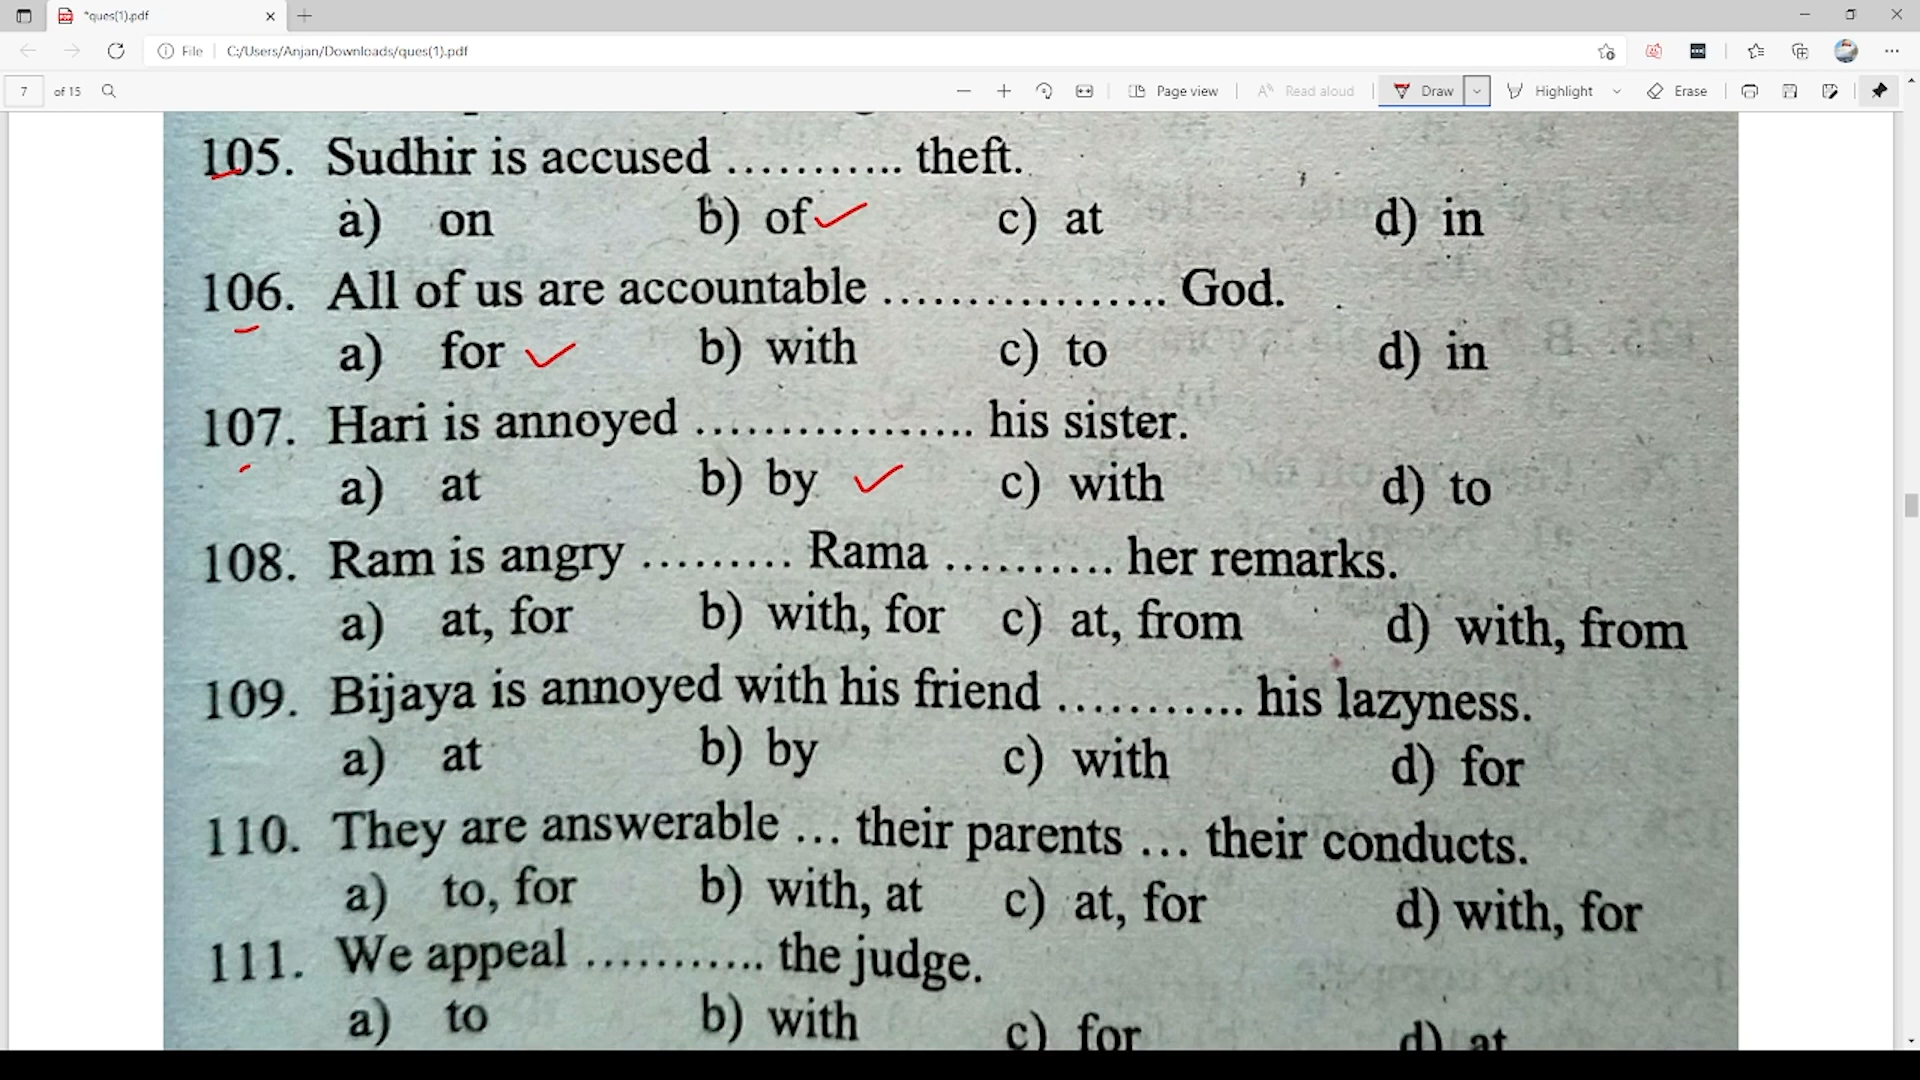 *ques(1).pdf
File
C:/Users/Anjan/Downloads/ques(1).pdf
7 of 15
Page view
Read aloud
Draw
Highlight
Erase
105. Sudhir is accused ........... theft.
a) on b) of c) at d) in
106. All of us are accountable ................. God.
a) for b) with c) to d) in
107. Hari is annoyed ................. his sister.
a) at b) by c) with d) to
108. Ram is angry ......... Rama .......... her remarks.
a) at, for b) with, for c) at, from d) with, from
109. Bijaya is annoyed with his friend ........... his lazyness.
a) at b) by c) with d) for
110. They are answerable ... their parents ... their conducts.
a) to, for b) with, at c) at, for d) with, for
111. We appeal ........... the judge.
a) to b) with c) for d) at